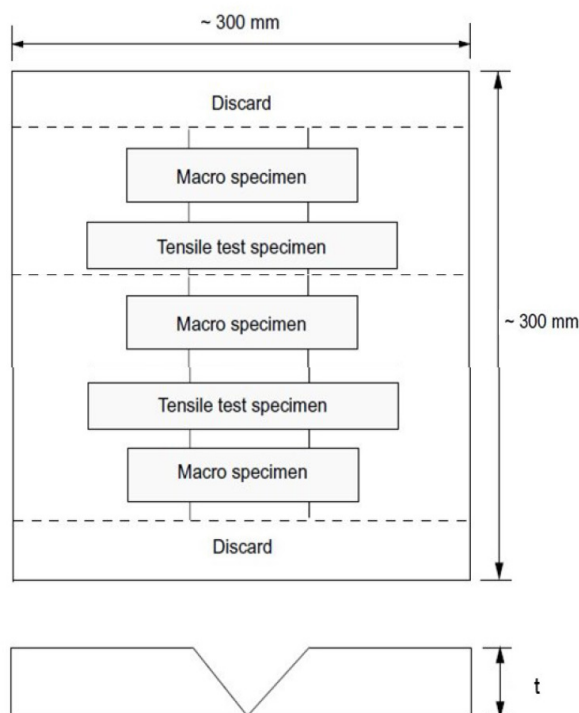 ~ 300 mm
Discard
Macro specimen
Tensile test specimen
Macro specimen
~ 300 mm
Tensile test specimen
Macro specimen
Discard
t